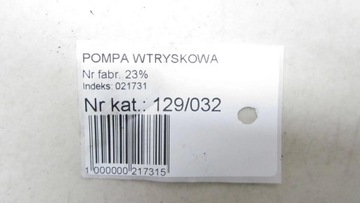 POMPA WTRYSKOWA
Nr fabr. 23%
Indeks: 021731
Nr kat.: 129/032
1 000000 217315